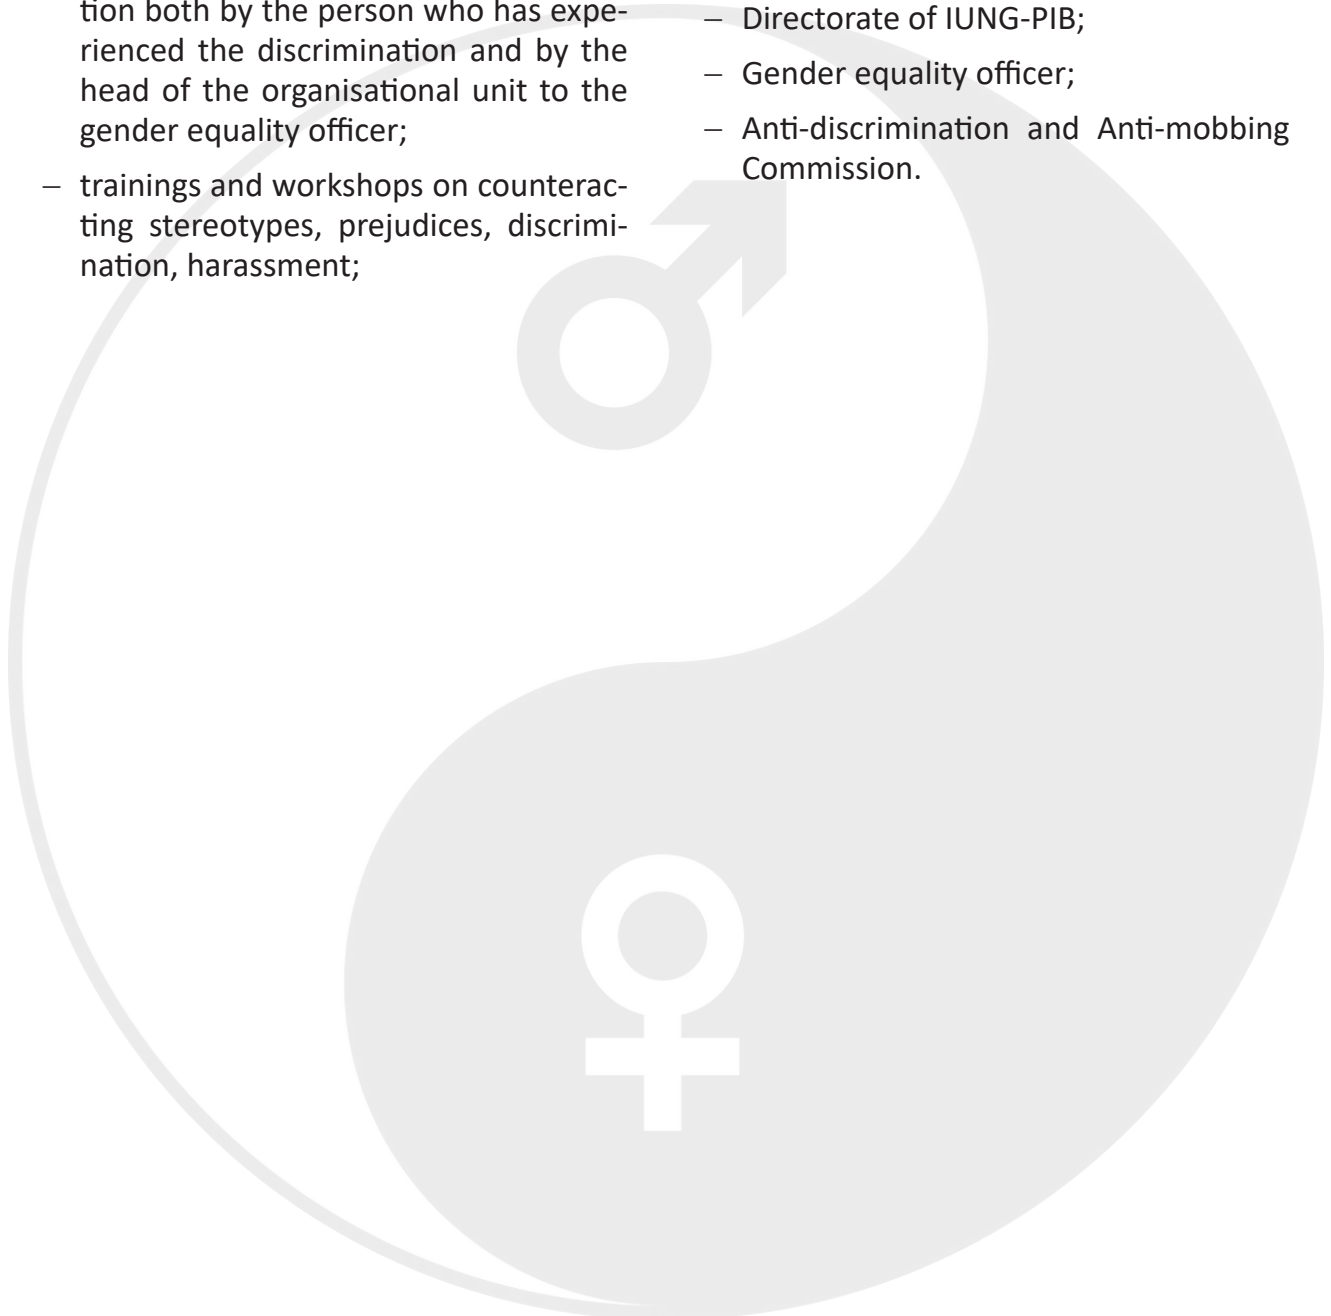 tion both by the person who has expe-
rienced the discrimination and by the
head of the organisational unit to the
gender equality officer;
– trainings and workshops on counterac-
ting stereotypes, prejudices, discrimi-
nation, harassment;
– Directorate of IUNG-PIB;
– Gender equality officer;
– Anti-discrimination and Anti-mobbing
Commission.